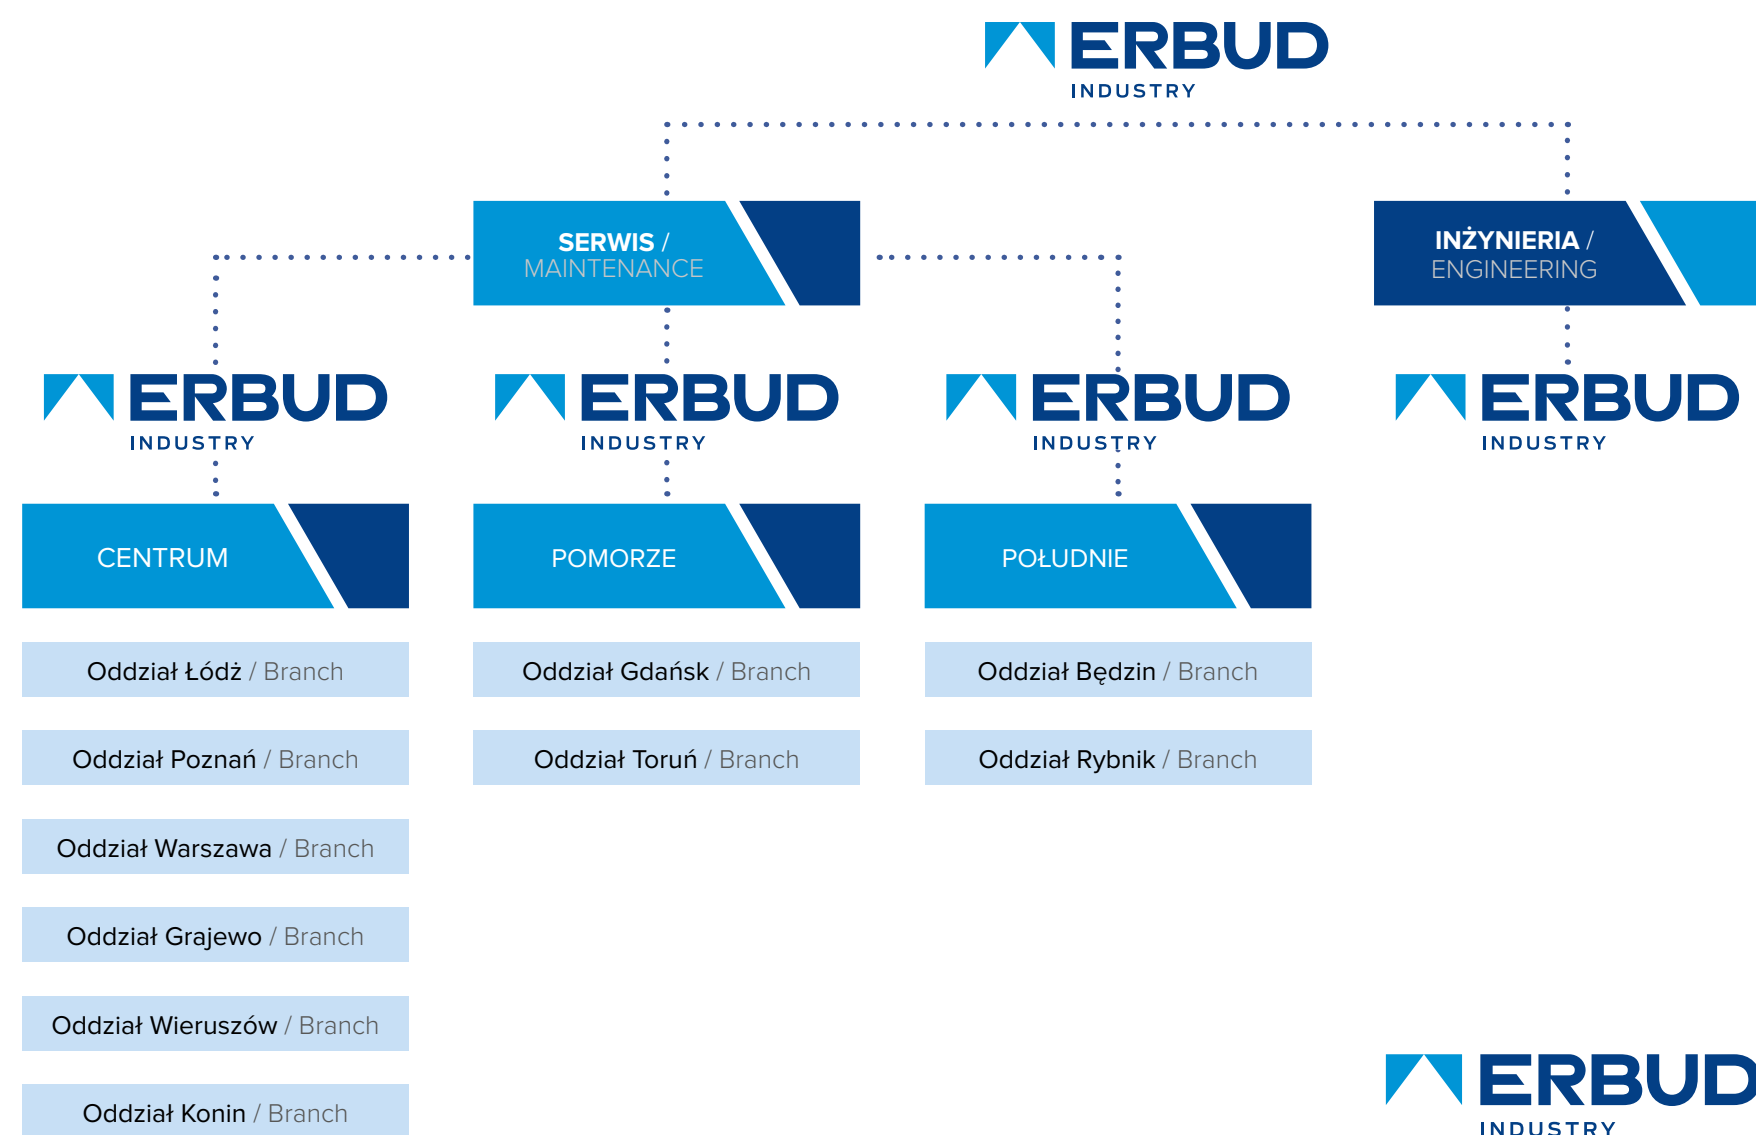 ERBUD
INDUSTRY
SERWIS /
MAINTENANCE
INŻYNIERIA /
ENGINEERING
ERBUD
INDUSTRY
ERBUD
INDUSTRY
ERBUD
INDUSTRY
ERBUD
INDUSTRY
CENTRUM
POMORZE
POŁUDNIE
Oddział Łódż / Branch
Oddział Gdańsk / Branch
Oddział Będzin / Branch
Oddział Poznań / Branch
Oddział Toruń / Branch
Oddział Rybnik / Branch
Oddział Warszawa / Branch
Oddział Grajewo / Branch
Oddział Wieruszów / Branch
Oddział Konin / Branch
ERBUD
INDUSTRY